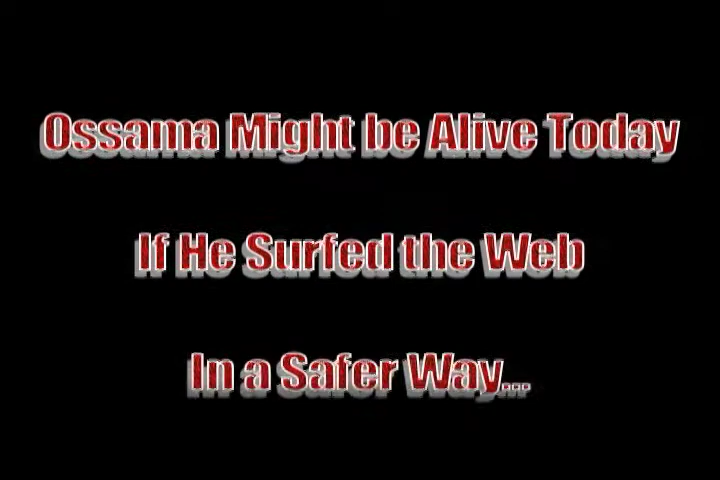 Ossama Might be Alive Today
If He Surfed the Web
In a Safer Way...